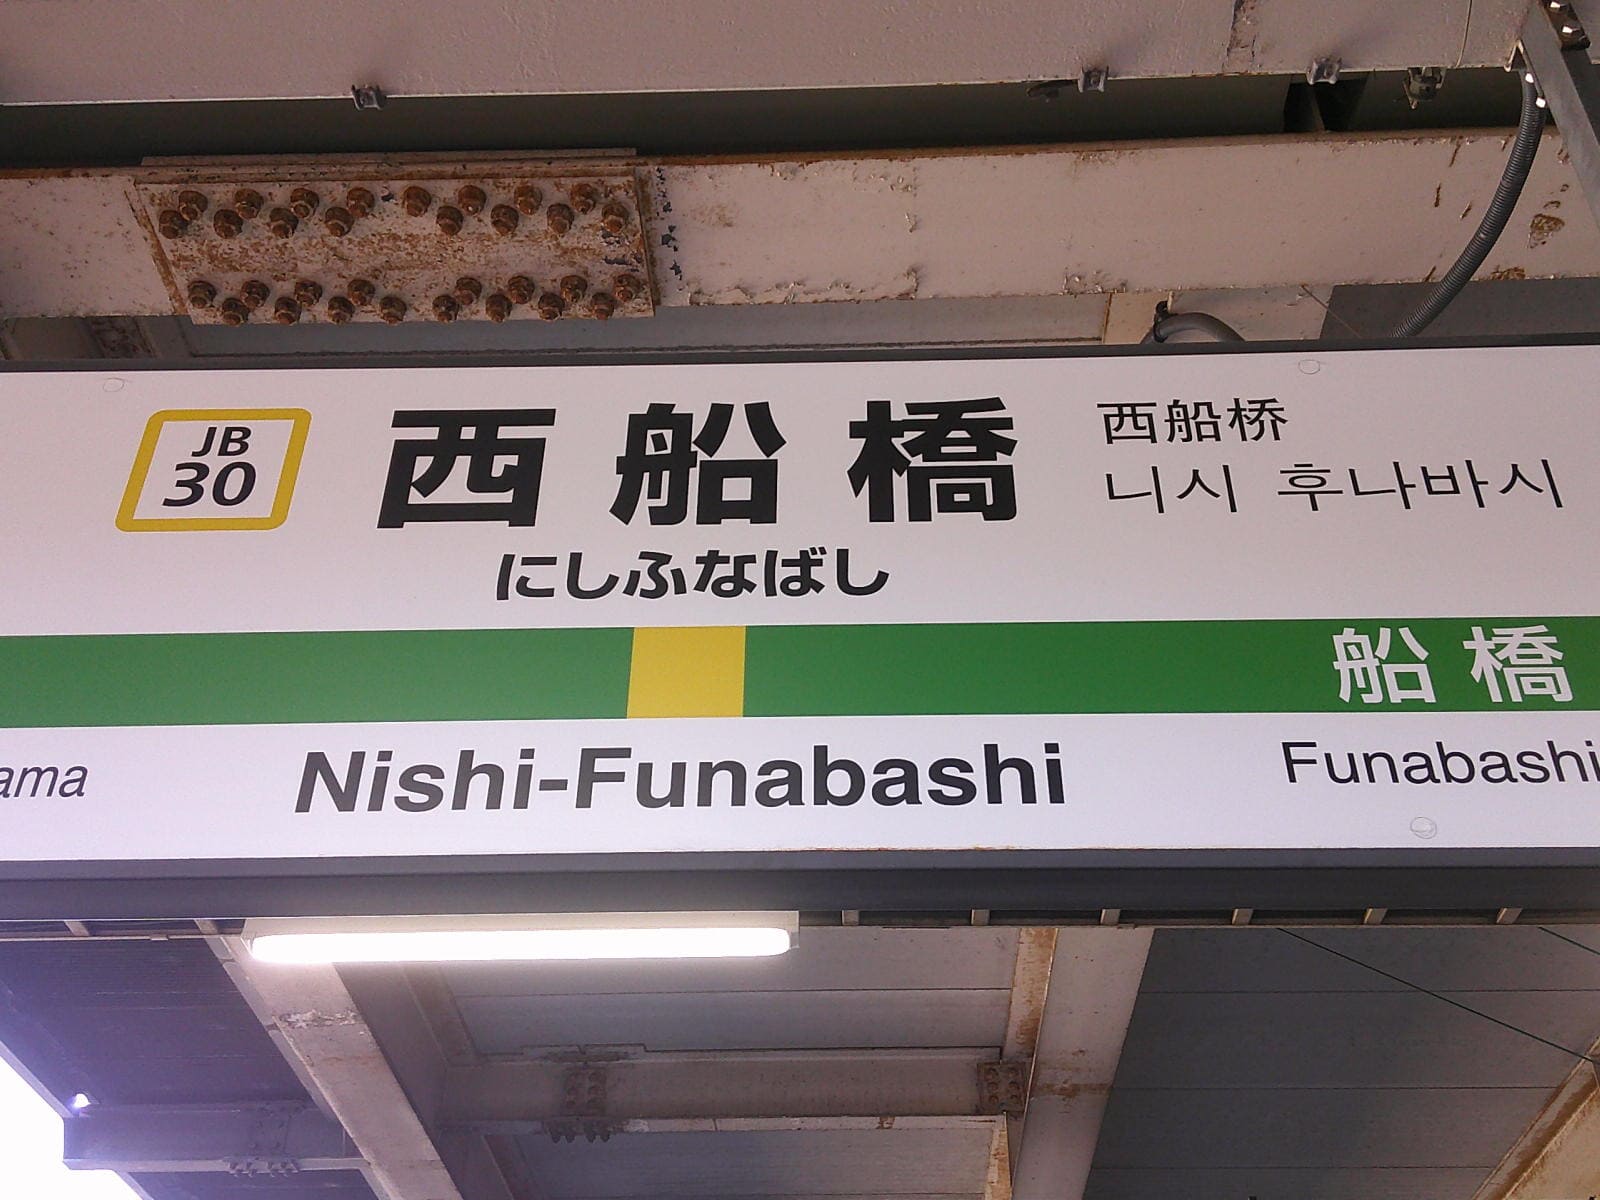 JB
30
西船橋
西船桥
니시 후나바시
にしふなばし
船橋
ama
Nishi-Funabashi
Funabashi